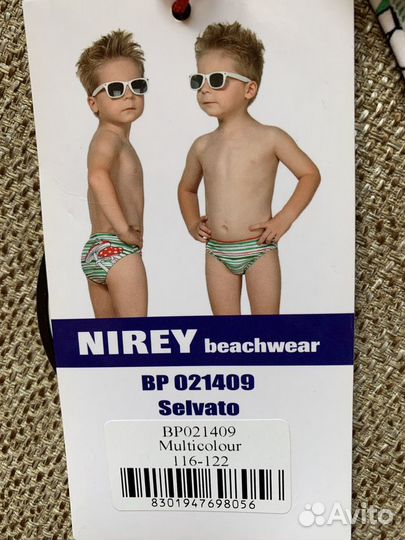 NIREY beachwear
BP 021409
Selvato
BP021409
Multicolour
116-122
8301947698056
Avito